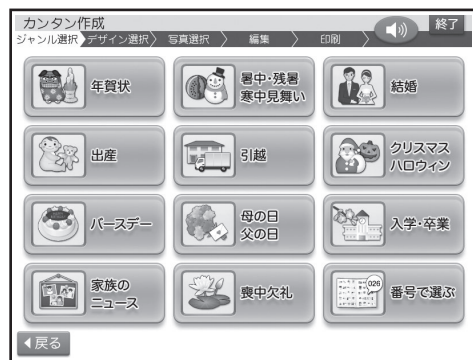 カンタン作成
終了
ジャンル選択 デザイン選択 写真選択 編集 印刷
年賀状
暑中・残暑
寒中見舞い
結婚
出産
引越
クリスマス
ハロウィン
バースデー
母の日
父の日
入学・卒業
家族の
ニュース
喪中欠礼
026
番号で選ぶ
戻る